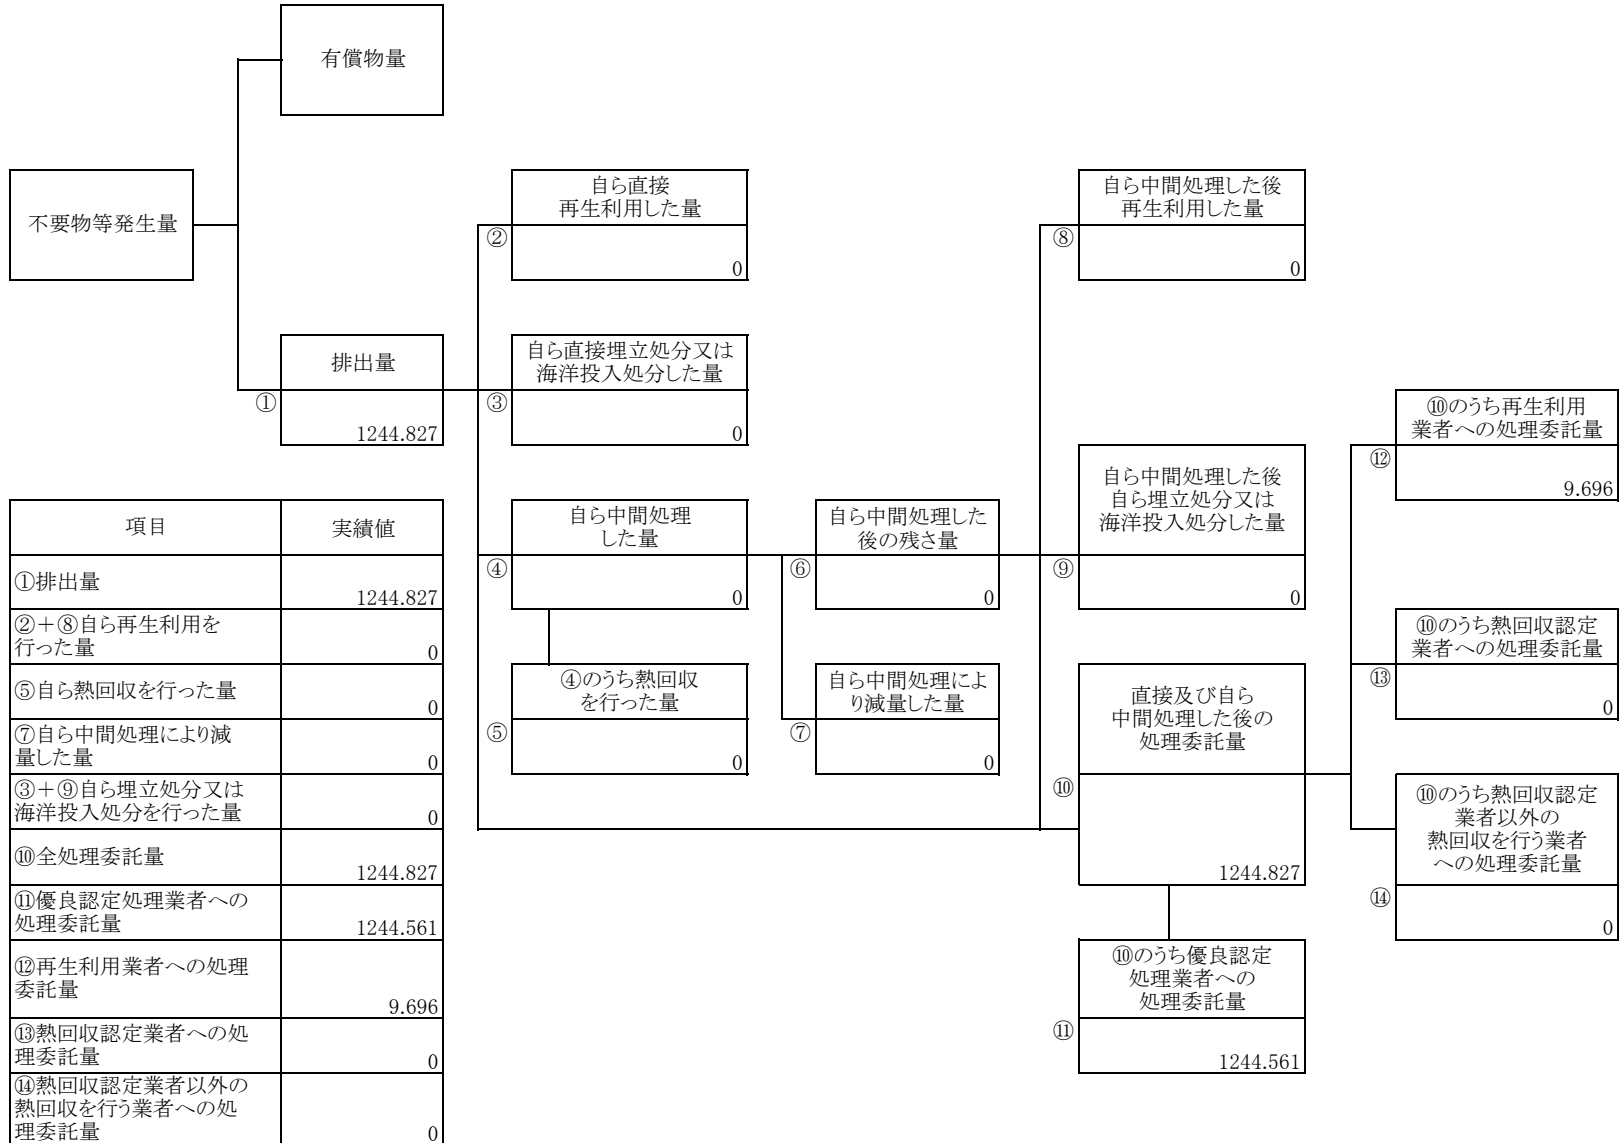 有償物量
不要物等発生量
自ら直接
再生利用した量
②
0
自ら中間処理した後
再生利用した量
⑧
0
排出量
①
1244.827
自ら直接埋立処分又は
海洋投入処分した量
③
0
⑩のうち再生利用
業者への処理委託量
⑫
9.696
自ら中間処理
した量
④
0
自ら中間処理した
後の残さ量
⑥
0
自ら中間処理した後
自ら埋立処分又は
海洋投入処分した量
⑨
0
⑩のうち熱回収認定
業者への処理委託量
⑬
0
④のうち熱回収
を行った量
⑤
0
自ら中間処理によ
り減量した量
⑦
0
直接及び自ら
中間処理した後の
処理委託量
⑩
1244.827
⑩のうち熱回収認定
業者以外の
熱回収を行う業者
への処理委託量
⑭
0
⑩のうち優良認定
処理業者への
処理委託量
⑪
1244.561
項目 実績値
①排出量
1244.827
②＋⑧自ら再生利用を
行った量
0
⑤自ら熱回収を行った量
0
⑦自ら中間処理により減
量した量
0
③＋⑨自ら埋立処分又は
海洋投入処分を行った量
0
⑩全処理委託量
1244.827
⑪優良認定処理業者への
処理委託量
1244.561
⑫再生利用業者への処理
委託量
9.696
⑬熱回収認定業者への処
理委託量
0
⑭熱回収認定業者以外の
熱回収を行う業者への処
理委託量
0